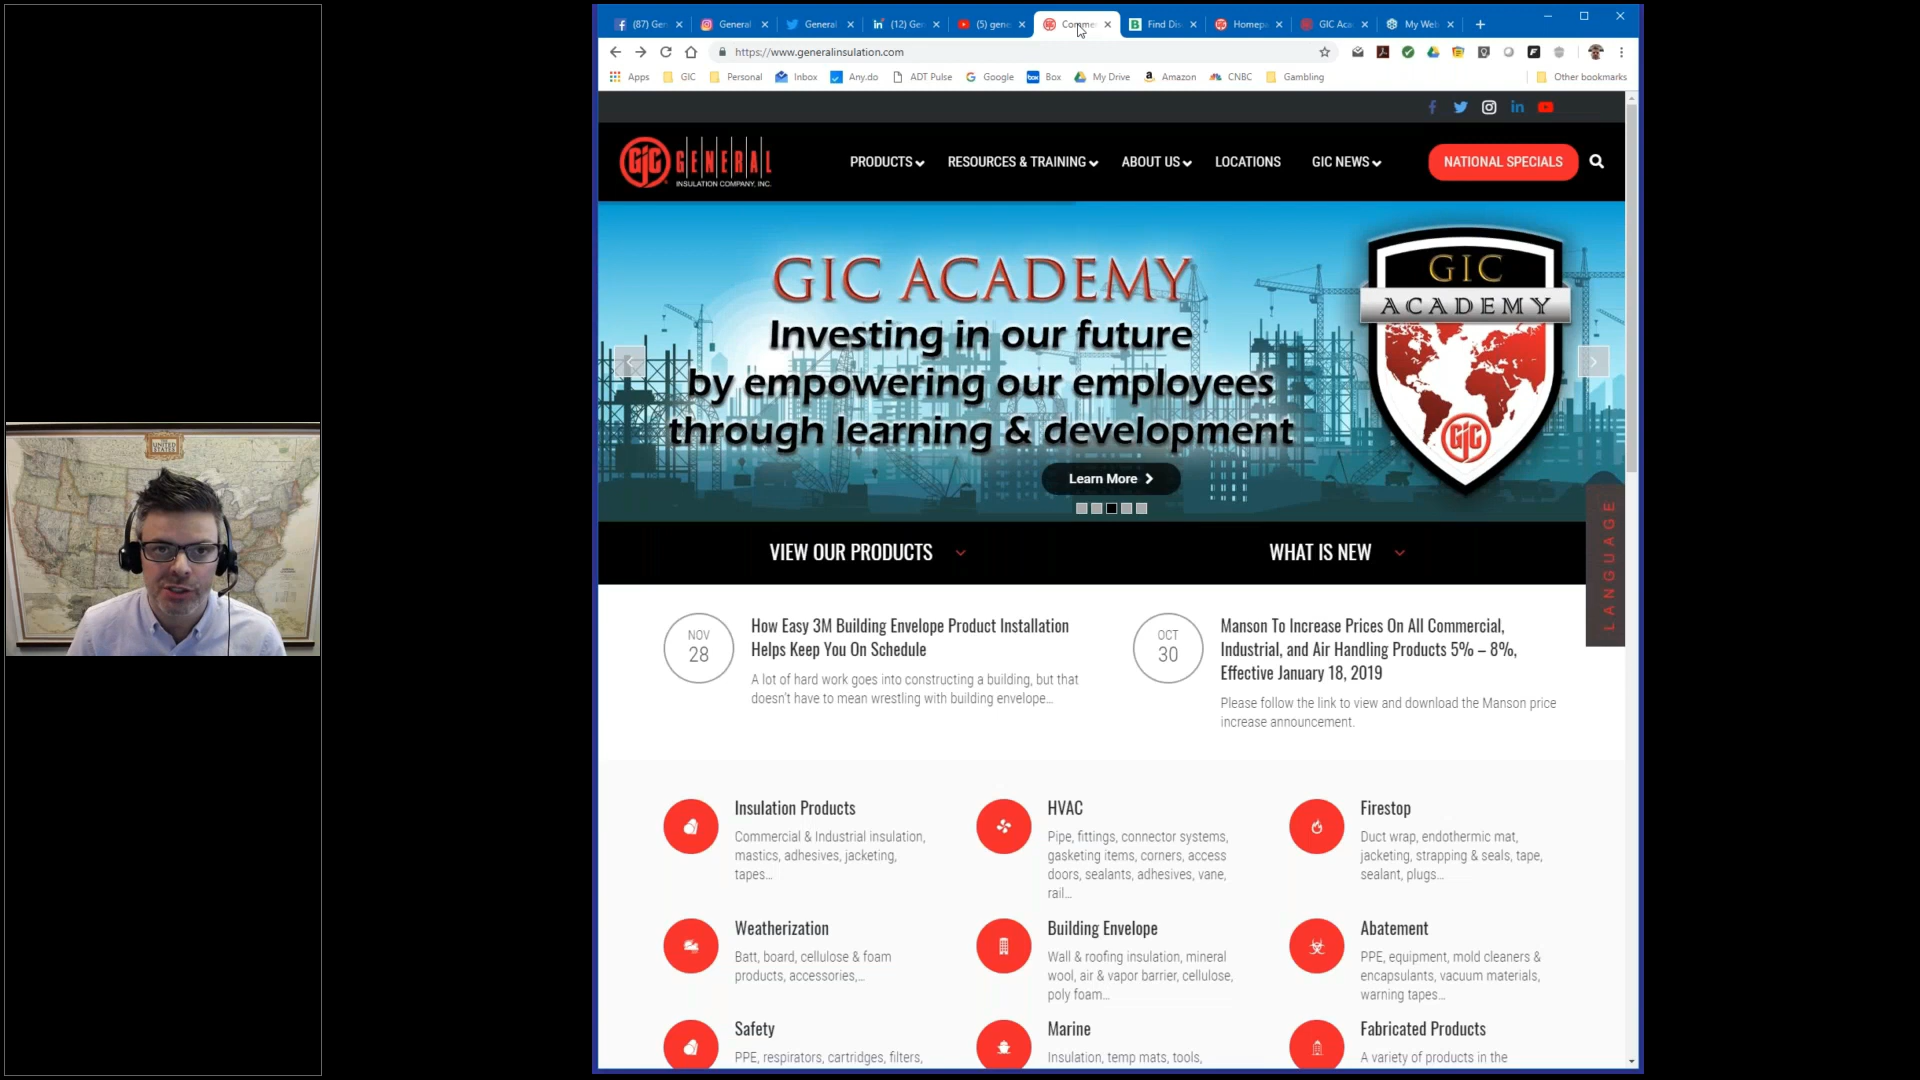 (87) Gen
General
General
(12) Ge
(5) gene
Comme
Find Dis
Homep
GIC Aca
My Web
https://www.generalinsulation.com
Apps
GIC
Personal
Inbox
Any.do
ADT Pulse
Google
Box
My Drive
Amazon
CNBC
Gambling
Other bookmarks
GIC GENERAL
INSULATION COMPANY, INC.
PRODUCTS
RESOURCES & TRAINING
ABOUT US
LOCATIONS
GIC NEWS
NATIONAL SPECIALS
GIC ACADEMY
Investing in our future
by empowering our employees
through learning & development
Learn More
GIC
ACADEMY
GIC
LANGUAGE
VIEW OUR PRODUCTS
WHAT IS NEW
NOV
28
How Easy 3M Building Envelope Product Installation
Helps Keep You On Schedule
A lot of hard work goes into constructing a building, but that
doesn't have to mean wrestling with building envelope...
OCT
30
Manson To Increase Prices On All Commercial,
Industrial, and Air Handling Products 5% – 8%,
Effective January 18, 2019
Please follow the link to view and download the Manson price
increase announcement.
Insulation Products
Commercial & Industrial insulation,
mastics, adhesives, jacketing,
tapes...
HVAC
Pipe, fittings, connector systems,
gasketing items, corners, access
doors, sealants, adhesives, vane,
rail...
Firestop
Duct wrap, endothermic mat,
jacketing, strapping & seals, tape,
sealant, plugs...
Weatherization
Batt, board, cellulose & foam
products, accessories,...
Building Envelope
Wall & roofing insulation, mineral
wool, air & vapor barrier, cellulose,
poly foam...
Abatement
PPE, equipment, mold cleaners &
encapsulants, vacuum materials,
warning tapes...
Safety
PPE, respirators, cartridges, filters,
Marine
Insulation, temp mats, tools,
Fabricated Products
A variety of products in the